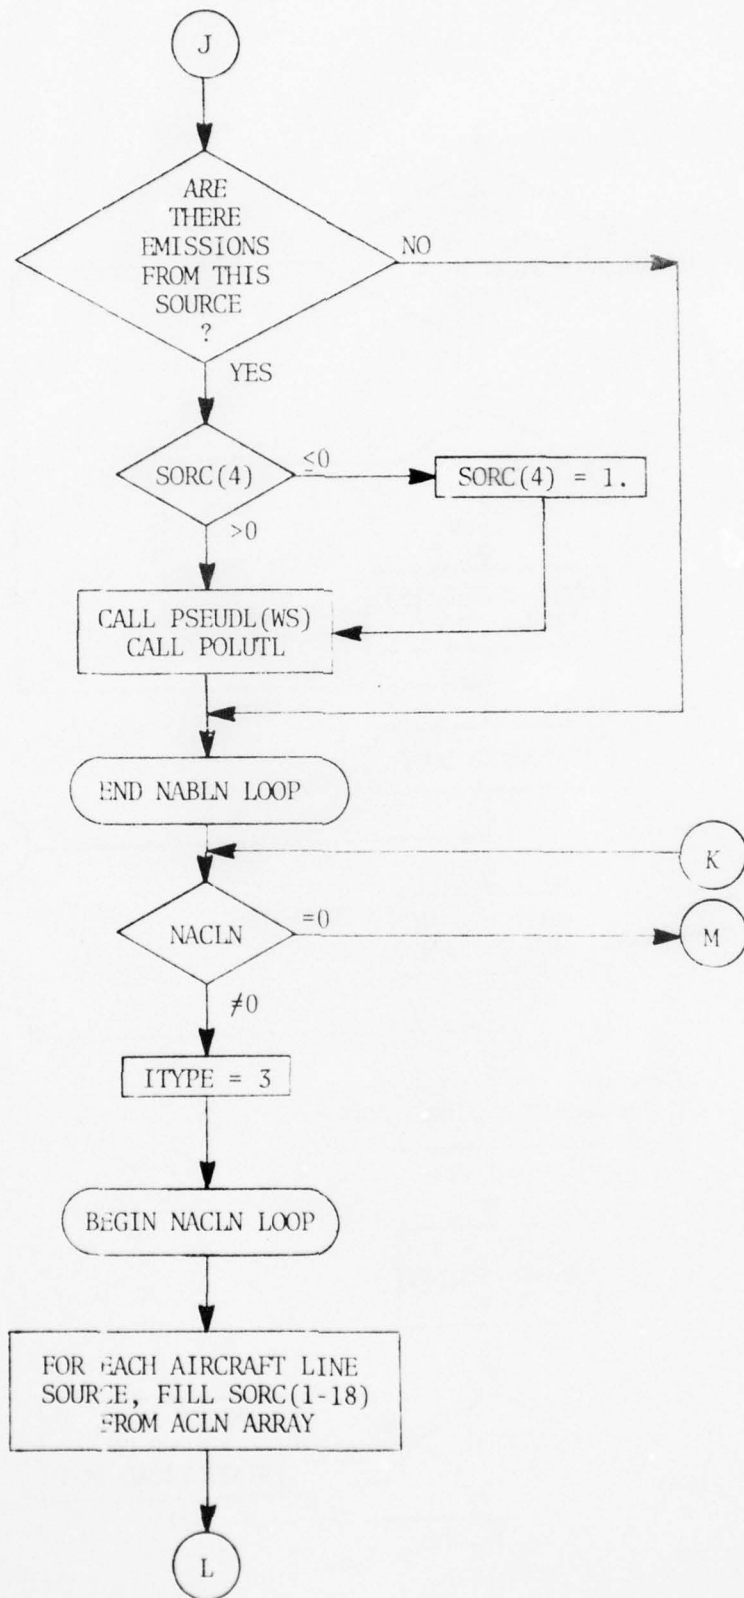 J
ARE
THERE
EMISSIONS
FROM THIS
SOURCE
?
NO
YES
SORC(4)
≤0
SORC(4) = 1.
>0
CALL PSEUDL(WS)
CALL POLUTL
END NABLN LOOP
K
NACLN
=0
M
≠0
ITYPE = 3
BEGIN NACLN LOOP
FOR EACH AIRCRAFT LINE
SOURCE, FILL SORC(1-18)
FROM ACLN ARRAY
L